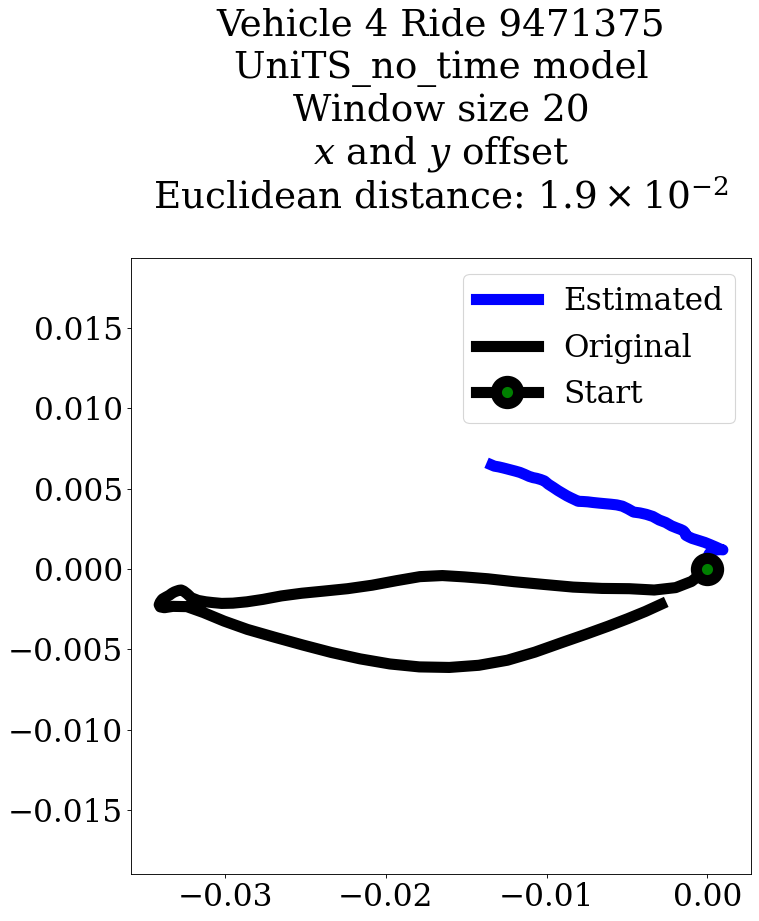 Vehicle 4 Ride 9471375
UniTS_no_time model
Window size 20
x and y offset
Euclidean distance: 1.9 × 10⁻²
Estimated
Original
Start
0.015
0.010
0.005
0.000
−0.005
−0.010
−0.015
−0.03 −0.02 −0.01 0.00